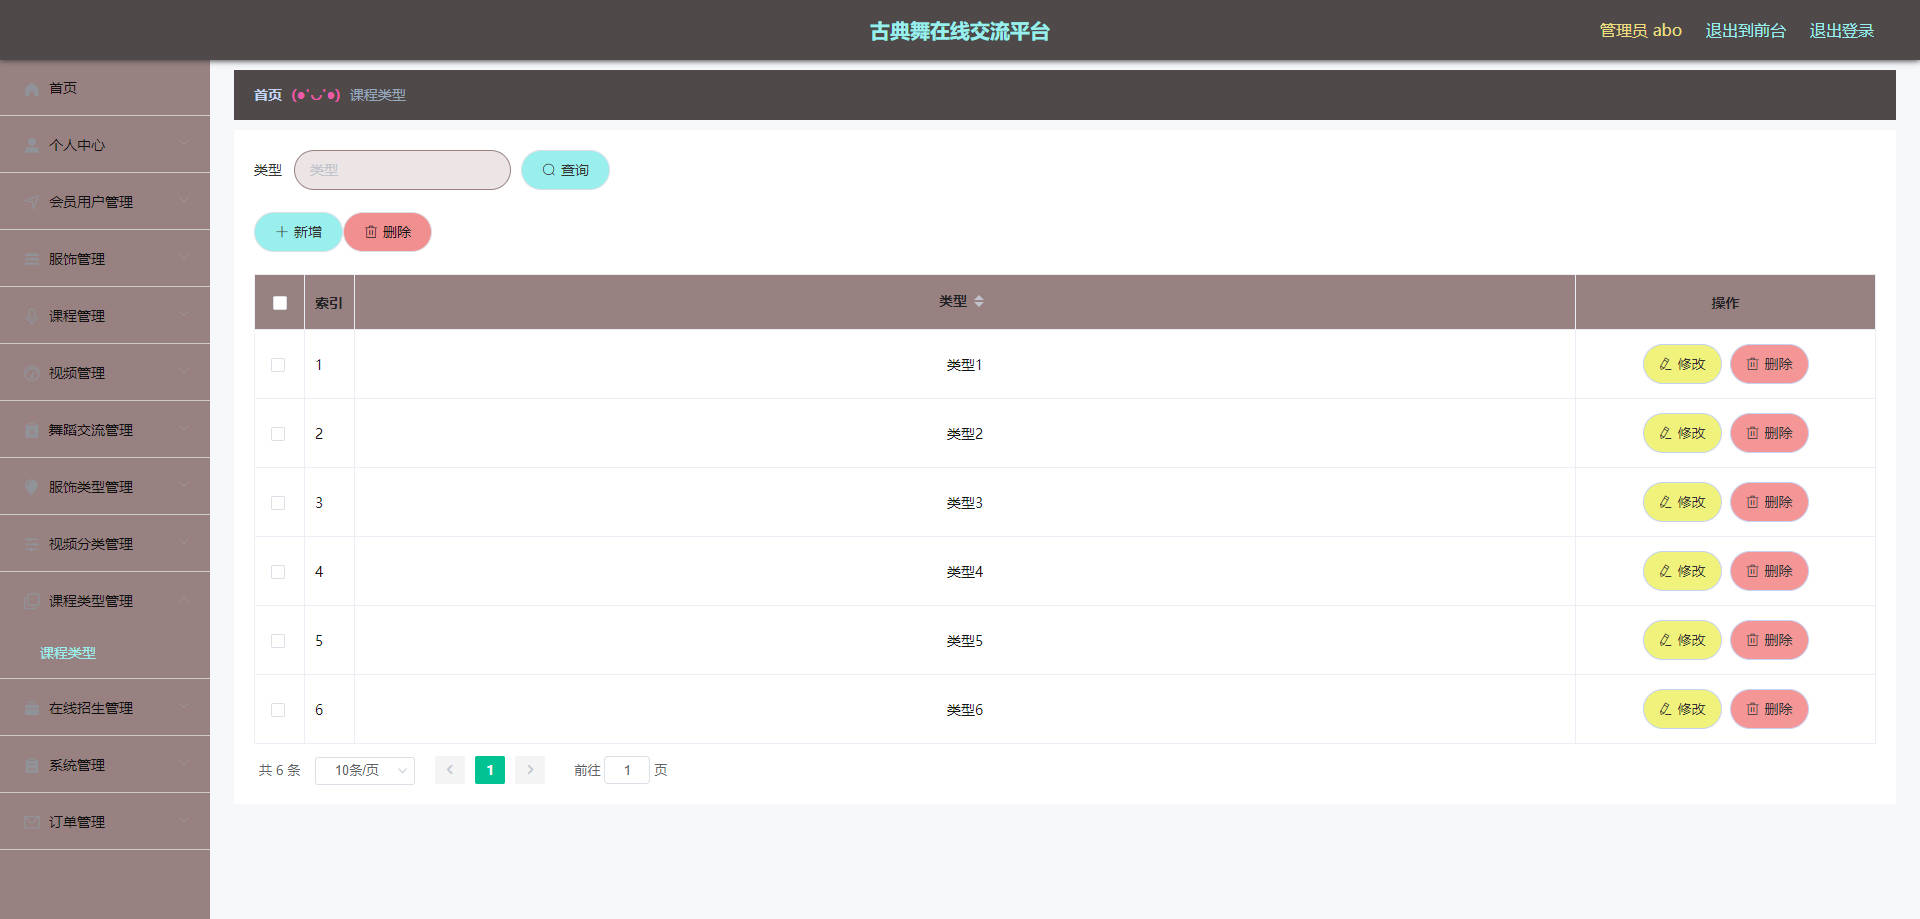 古典舞在线交流平台
管理员 abo 退出到前台 退出登录
首页
个人中心
会员用户管理
服饰管理
课程管理
视频管理
舞蹈交流管理
服饰类型管理
视频分类管理
课程类型管理
课程类型
在线招生管理
系统管理
订单管理
首页 (●'◡'●) 课程类型
类型 类型 查询
新增 删除
索引 类型 操作
1 类型1 修改 删除
2 类型2 修改 删除
3 类型3 修改 删除
4 类型4 修改 删除
5 类型5 修改 删除
6 类型6 修改 删除
共 6 条 10条/页 1 前往 1 页